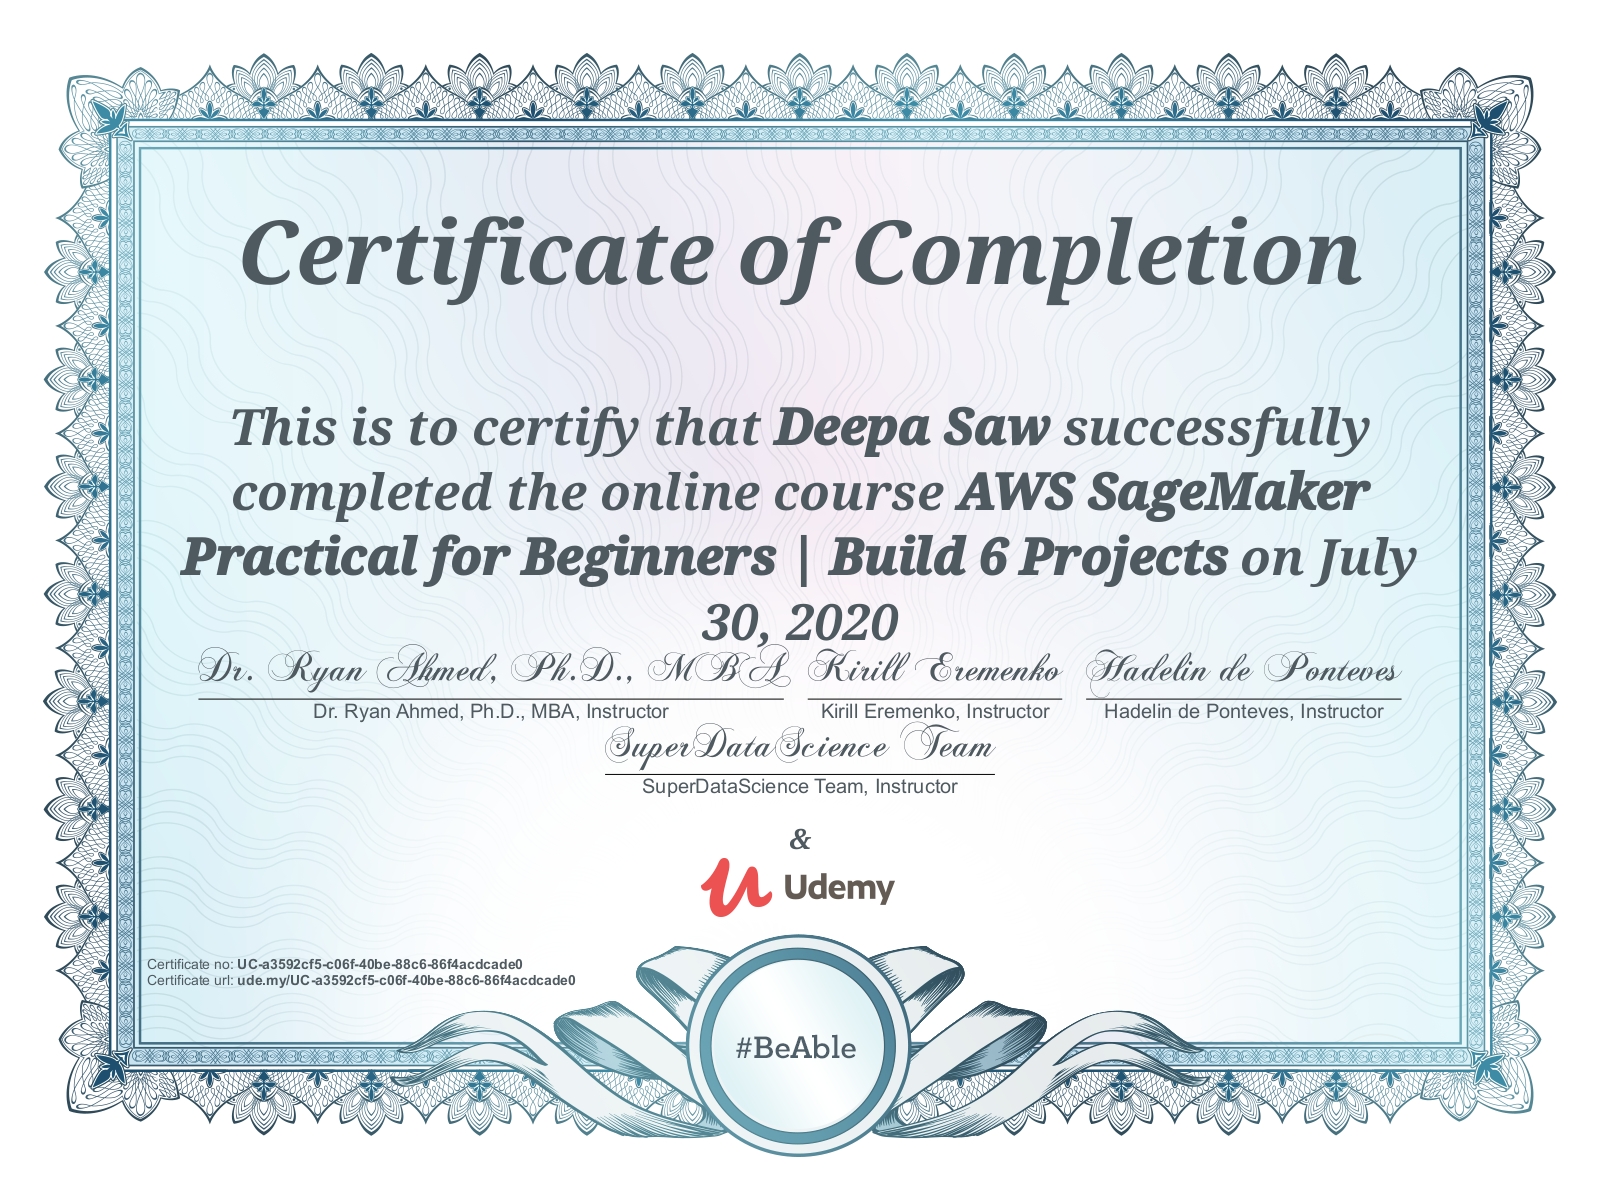 Certificate of Completion
This is to certify that Deepa Saw successfully
completed the online course AWS SageMaker
Practical for Beginners | Build 6 Projects on July
30, 2020
Dr. Ryan Ahmed, Ph.D., MBA Kirill Eremenko Hadelin de Ponteves
Dr. Ryan Ahmed, Ph.D., MBA, Instructor Kirill Eremenko, Instructor Hadelin de Ponteves, Instructor
SuperDataScience Team
SuperDataScience Team, Instructor
&
Udemy
Certificate no: UC-a3592cf5-c06f-40be-88c6-86f4acdcade0
Certificate url: ude.my/UC-a3592cf5-c06f-40be-88c6-86f4acdcade0
#BeAble